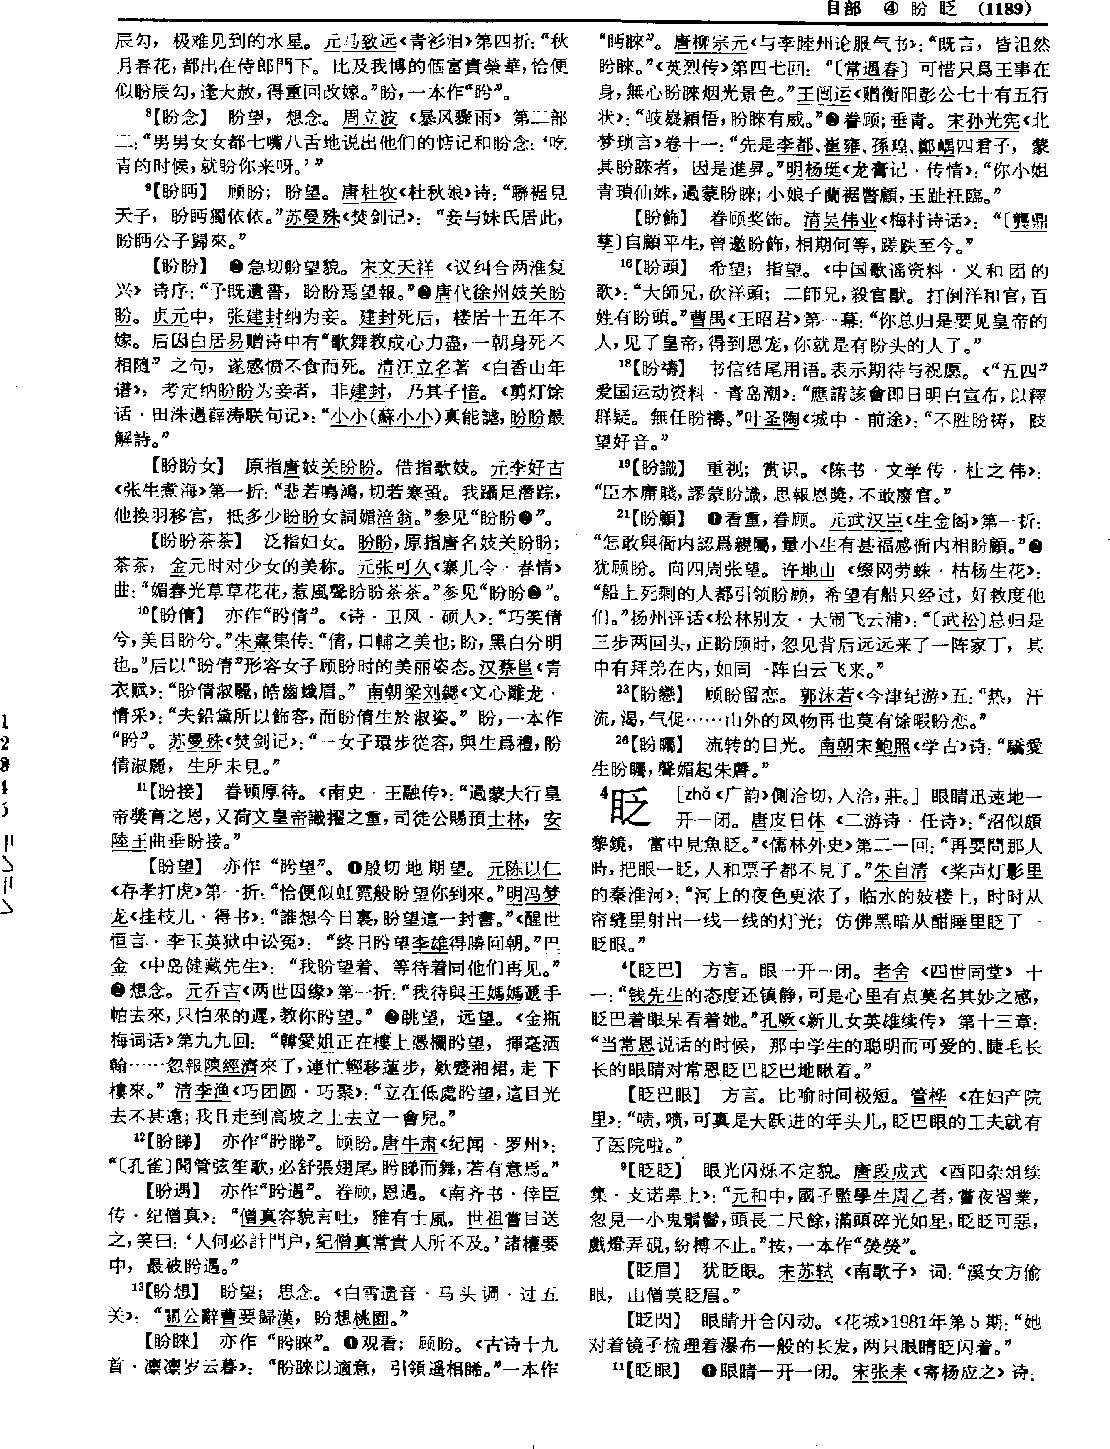 目部 ④ 盼 眨 (1189)
辰勾，极难见到的水星。元马致远《青衫泪》第四折：“秋
月春花，都出在侍郎門下。比及我博的個富貴榮華，恰便
似盼辰勾，逢大赦，得重回改嫁。”盼，一本作“盻”。
⁸【盼念】 盼望，想念。周立波《暴风骤雨》第二部
二：“男男女女都七嘴八舌地说出他们的惦记和盼念：‘吃
青的时候，就盼你来呀。’”
⁹【盼眄】 顾盼；盼望。唐杜牧《杜秋娘》诗：“聯裾見
天子，盼眄獨依依。”苏曼殊《焚剑记》：“妾与妹氏居此，
盼眄公子歸來。”
【盼盼】 ❶急切盼望貌。宋文天祥《议纠合两淮复
兴》诗序：“予既遺書，盼盼焉望報。”❷唐代徐州妓关盼
盼。贞元中，张建封纳为妾。建封死后，楼居十五年不
嫁。后因白居易赠诗中有“歌舞教成心力盡，一朝身死不
相隨”之句，遂感愤不食而死。清汪立名著《白香山年
谱》，考定纳盼盼为妾者，非建封，乃其子愔。《剪灯馀
话·田洙遇薛涛联句记》：“小小(蘇小小)真能謎，盼盼最
解詩。”
【盼盼女】 原指唐妓关盼盼。借指歌妓。元李好古
《张生煮海》第一折：“悲若鳴鴻，切若寒蛩。我躡足潛踪，
他换羽移宫，抵多少盼盼女詞媚涪翁。”参见“盼盼❷”。
【盼盼茶茶】 泛指妇女。盼盼，原指唐名妓关盼盼；
茶茶，金元时对少女的美称。元张可久《寨儿令·春情》
曲：“媚春光草草花花，惹風聲盼盼茶茶。”参见“盼盼❷”。
¹⁰【盼倩】 亦作“盻倩”。《诗·卫风·硕人》：“巧笑倩
兮，美目盼兮。”朱熹集传：“倩，口輔之美也；盼，黑白分明
也。”后以“盼倩”形容女子顾盼时的美丽姿态。汉蔡邕《青
衣赋》：“盼倩淑麗，皓齒蛾眉。”南朝梁刘勰《文心雕龙·
情采》：“夫鉛黛所以飾容，而盼倩生於淑姿。”盼，一本作
“盻”。苏曼殊《焚剑记》：“一女子環步從容，與生爲禮，盼
倩淑麗，生所未見。”
¹¹【盼接】 眷顾厚待。《南史·王融传》：“過蒙大行皇
帝獎育之恩，又荷文皇帝識擢之重，司徒公賜預士林，安
陸王曲垂盼接。”
【盼望】 亦作“盻望”。❶殷切地期望。元陈以仁
《存孝打虎》第一折：“恰便似虹霓般盼望你到來。”明冯梦
龙《挂枝儿·得书》：“誰想今日裏，盼望這一封書。”《醒世
恒言·李玉英狱中讼冤》：“終日盻望李雄得勝回朝。”巴
金《中岛健藏先生》：“我盼望着、等待着同他们再见。”
❷想念。元乔吉《两世因缘》第一折：“我待與王媽媽遞手
帕去來，只怕來的遲，教你盻望。”❸眺望，远望。《金瓶
梅词话》第九九回：“韓愛姐正在樓上憑欄盻望，揮毫洒
翰……忽報陳經濟來了，連忙輕移蓮步，欵蹙湘裙，走下
樓來。”清李渔《巧团圆·巧聚》：“立在低處盻望，這目光
去不甚遠；我且走到高坡之上去立一會兒。”
¹²【盼睇】 亦作“盻睇”。顾盼。唐牛肃《纪闻·罗州》：
“〔孔雀〕聞管弦笙歌，必舒張翅尾，盻睇而舞，若有意焉。”
【盼遇】 亦作“盻遇”。眷顾，恩遇。《南齐书·倖臣
传·纪僧真》：“僧真容貌言吐，雅有士風。世祖嘗目送
之，笑曰：‘人何必計門户，紀僧真常貴人所不及。’諸權要
中，最被盻遇。”
¹³【盼想】 盼望；思念。《白雪遗音·马头调·过五
关》：“關公辭曹要歸漢，盼想桃園。”
【盼睞】 亦作“盻睞”。❶观看；顾盼。《古诗十九
首·凛凛岁云暮》：“盼睞以適意，引領遥相睎。”一本作
“眄睞”。唐柳宗元《与李睦州论服气书》：“既言，皆沮然
盻睞。”《英烈传》第四七回：“〔常遇春〕可惜只爲王事在
身，無心盼睞烟光景色。”王闿运《赠衡阳彭公七十有五行
状》：“岐嶷穎悟，盼睞有威。”❷眷顾；垂青。宋孙光宪《北
梦琐言》卷十一：“先是李都、崔雍、孫瑝、鄭嵎四君子，蒙
其盼睞者，因是進昇。”明杨珽《龙膏记·传情》：“你小姐
青瑣仙姝，過蒙盼睞；小娘子蘭裾瞥顧，玉趾枉臨。”
【盼飾】 眷顾奖饰。清吴伟业《梅村诗话》：“〔龔鼎
孳〕自顧平生，曾邀盼飾，相期何等，蹉跌至今。”
¹⁶【盼頭】 希望；指望。《中国歌谣资料·义和团的
歌》：“大師兄，砍洋頭；二師兄，殺官獸。打倒洋和官，百
姓有盼頭。”曹禺《王昭君》第一幕：“你总归是要见皇帝的
人，见了皇帝，得到恩宠，你就是有盼头的人了。”
¹⁸【盼禱】 书信结尾用语。表示期待与祝愿。《“五四”
爱国运动资料·青岛潮》：“應請該會即日明白宣布，以釋
群疑。無任盼禱。”叶圣陶《城中·前途》：“不胜盼祷，跂
望好音。”
¹⁹【盼識】 重视；赏识。《陈书·文学传·杜之伟》：
“臣本庸賤，謬蒙盼識，思報恩獎，不敢廢官。”
²¹【盼顧】 ❶看重，眷顾。元武汉臣《生金阁》第一折：
“怎敢與衙内認爲親屬，量小生有甚福感衙内相盼顧。”❷
犹顾盼。向四周张望。许地山《缀网劳蛛·枯杨生花》：
“船上死剩的人都引领盼顾，希望有船只经过，好救度他
们。”扬州评话《松林别友·大闹飞云浦》：“〔武松〕总归是
三步两回头，正盼顾时，忽见背后远远来了一阵家丁，其
中有拜弟在内，如同一阵白云飞来。”
²³【盼戀】 顾盼留恋。郭沫若《今津纪游》五：“热，汗
流，渴，气促……山外的风物再也莫有馀暇盼恋。”
²⁶【盼矚】 流转的目光。南朝宋鲍照《学古》诗：“驕愛
生盼矚，聲媚起朱脣。”
⁴眨 ［zhǎ《广韵》側洽切，入洽，莊。］眼睛迅速地一
开一闭。唐皮日休《二游诗·任诗》：“沼似頗
黎鏡，當中見魚眨。”《儒林外史》第二一回：“再要問那人
時，把眼一眨，人和票子都不見了。”朱自清《桨声灯影里
的秦淮河》：“河上的夜色更浓了，临水的妓楼上，时时从
帘缝里射出一线一线的灯光；仿佛黑暗从酣睡里眨了一
眨眼。”
⁴【眨巴】 方言。眼一开一闭。老舍《四世同堂》十
一：“钱先生的态度还镇静，可是心里有点莫名其妙之感，
眨巴着眼呆看着她。”孔厥《新儿女英雄续传》第十三章：
“当常恩说话的时候，那中学生的聪明而可爱的、睫毛长
长的眼睛对常恩眨巴眨巴地瞅着。”
【眨巴眼】 方言。比喻时间极短。管桦《在妇产院
里》：“啧，啧，可真是大跃进的年头儿，眨巴眼的工夫就有
了医院啦。”
⁹【眨眨】 眼光闪烁不定貌。唐段成式《酉阳杂俎续
集·支诺皋上》：“元和中，國子監學生周乙者，嘗夜習業，
忽見一小鬼鬅鬙，頭長二尺餘，滿頭碎光如星，眨眨可惡，
戲燈弄硯，紛搏不止。”按，一本作“熒熒”。
【眨眉】 犹眨眼。宋苏轼《南歌子》词：“溪女方偷
眼，山僧莫眨眉。”
【眨閃】 眼睛开合闪动。《花城》1981年第5期：“她
对着镜子梳理着瀑布一般的长发，两只眼睛眨闪着。”
¹¹【眨眼】 ❶眼睛一开一闭。宋张耒《寄杨应之》诗：